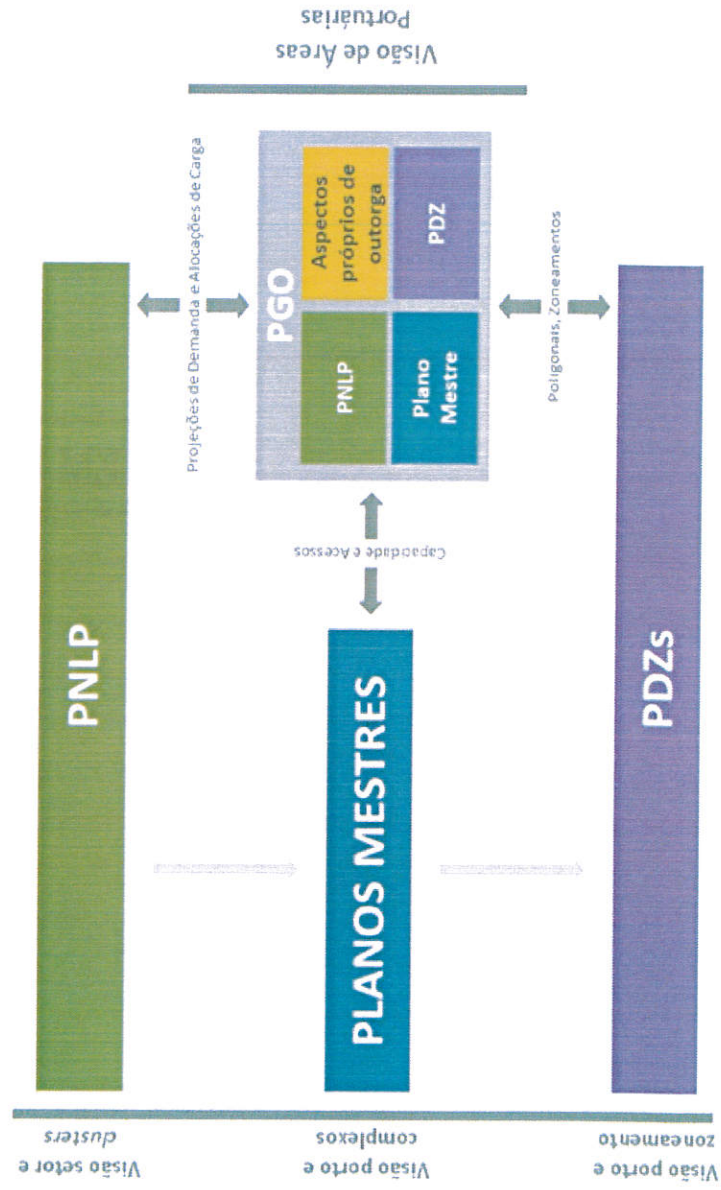 Visão setor e
clusters
PNLP
Projeções de Demanda e Alocações de Carga
Visão porto e
complexos
PLANOS MESTRES
Capacidade e Acessos
PGO
PNLP
Aspectos
próprios de
outorga
Plano
Mestre
PDZ
Visão de Áreas
Portuárias
Poligonais, Zoneamentos
Visão porto e
zoneamento
PDZs